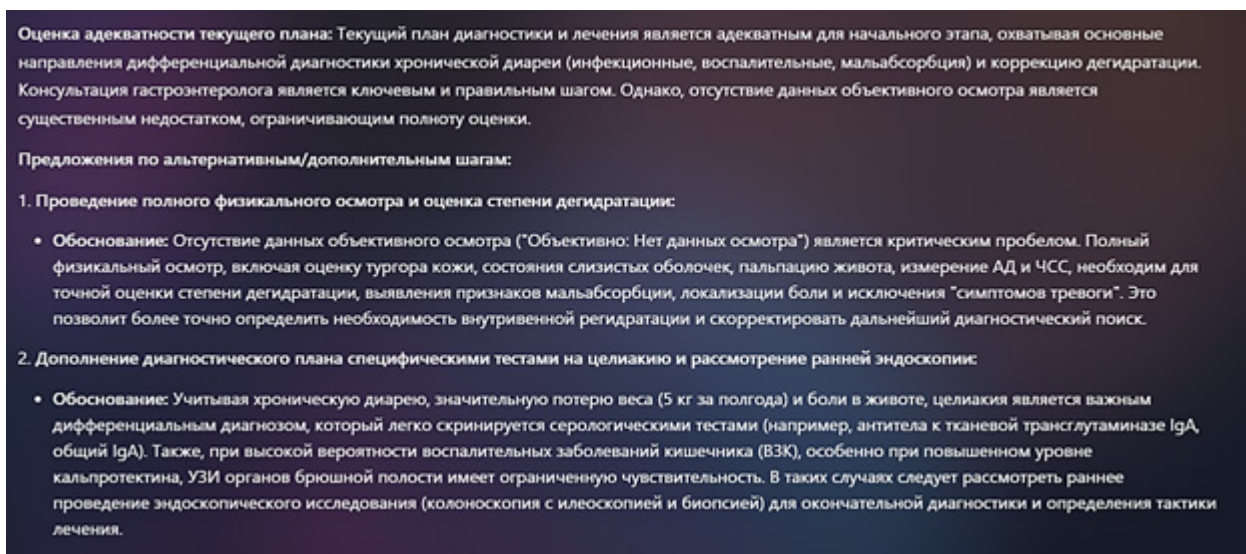 Оценка адекватности текущего плана: Текущий план диагностики и лечения является адекватным для начального этапа, охватывая основные
направления дифференциальной диагностики хронической диареи (инфекционные, воспалительные, мальабсорбция) и коррекцию дегидратации.
Консультация гастроэнтеролога является ключевым и правильным шагом. Однако, отсутствие данных объективного осмотра является
существенным недостатком, ограничивающим полноту оценки.
Предложения по альтернативным/дополнительным шагам:
1. Проведение полного физикального осмотра и оценка степени дегидратации:
• Обоснование: Отсутствие данных объективного осмотра ("Объективно: Нет данных осмотра") является критическим пробелом. Полный
физикальный осмотр, включая оценку тургора кожи, состояния слизистых оболочек, пальпацию живота, измерение АД и ЧСС, необходим для
точной оценки степени дегидратации, выявления признаков мальабсорбции, локализации боли и исключения "симптомов тревоги". Это
позволит более точно определить необходимость внутривенной регидратации и скорректировать дальнейший диагностический поиск.
2. Дополнение диагностического плана специфическими тестами на целиакию и рассмотрение ранней эндоскопии:
• Обоснование: Учитывая хроническую диарею, значительную потерю веса (5 кг за полгода) и боли в животе, целиакия является важным
дифференциальным диагнозом, который легко скринируется серологическими тестами (например, антитела к тканевой трансглутаминазе IgA,
общий IgA). Также, при высокой вероятности воспалительных заболеваний кишечника (ВЗК), особенно при повышенном уровне
кальпротектина, УЗИ органов брюшной полости имеет ограниченную чувствительность. В таких случаях следует рассмотреть раннее
проведение эндоскопического исследования (колоноскопия с илеоскопией и биопсией) для окончательной диагностики и определения тактики
лечения.